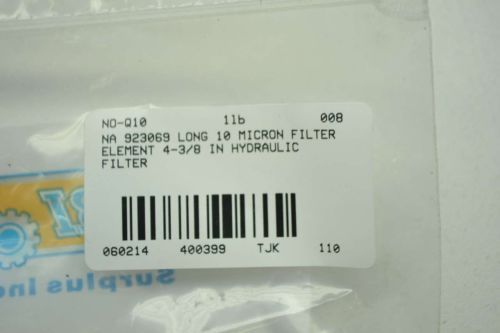 NO-Q10 1lb 008
NA 923069 LONG 10 MICRON FILTER
ELEMENT 4-3/8 IN HYDRAULIC
FILTER
060214 400399 TJK 110
Surplus Inc